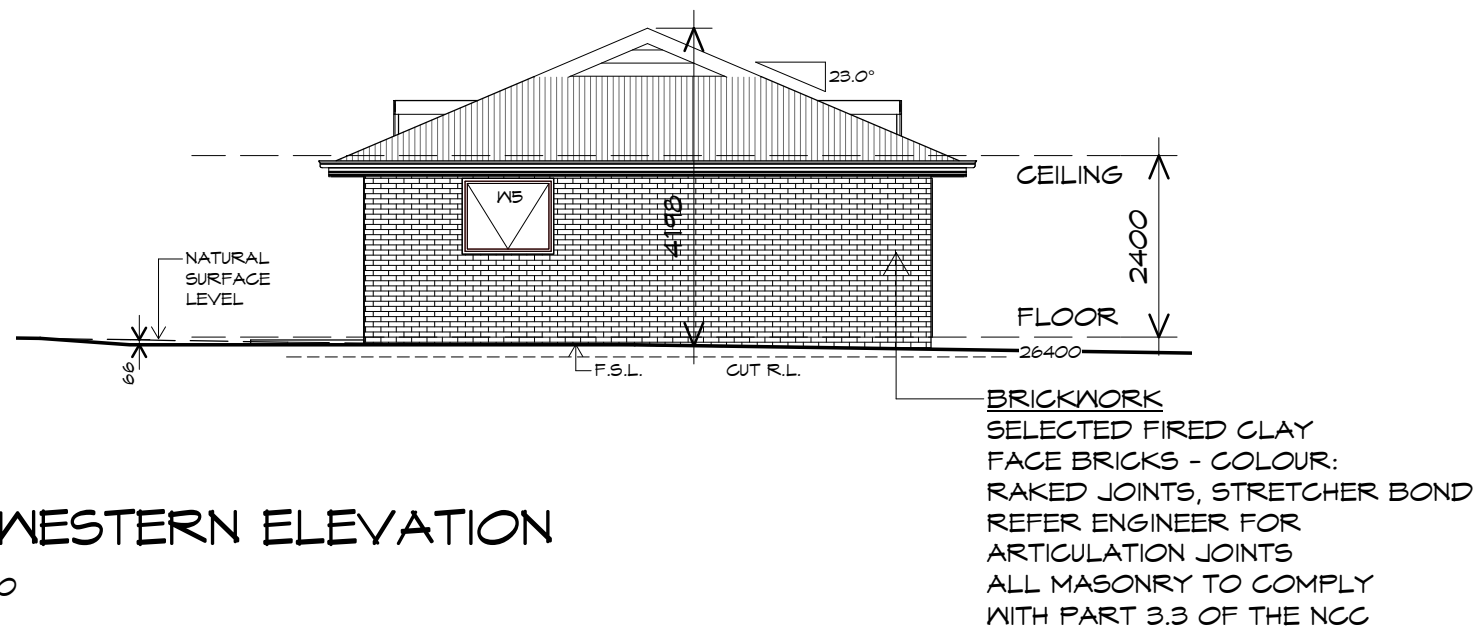 23.0°
W5
4198
CEILING
2400
NATURAL
SURFACE
LEVEL
FLOOR
26400
66
F.S.L.
CUT R.L.
BRICKWORK
SELECTED FIRED CLAY
FACE BRICKS - COLOUR:
RAKED JOINTS, STRETCHER BOND
REFER ENGINEER FOR
ARTICULATION JOINTS
ALL MASONRY TO COMPLY
WITH PART 3.3 OF THE NCC
WESTERN ELEVATION
0